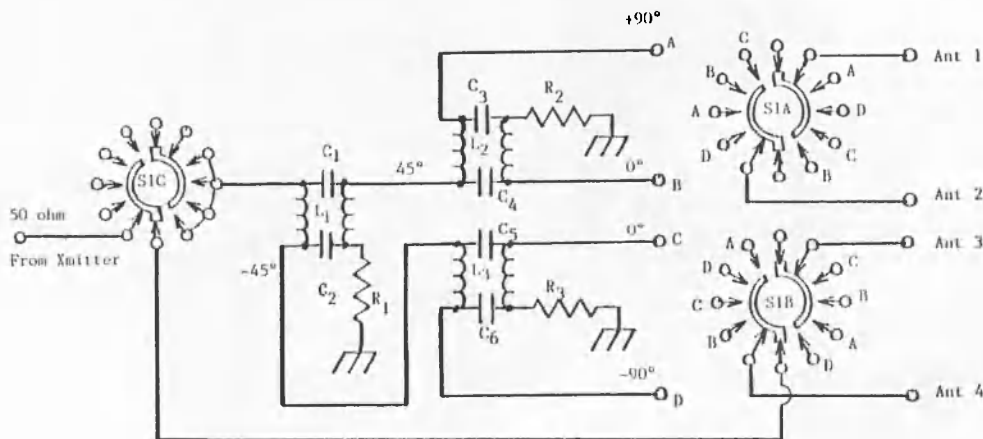 +90°
A
C
Ant 1
B
A
S1A
A
D
D
C
B
Ant 2
C3
R2
L2
C1
45°
0°
C4
B
S1C
50 ohm
From Xmitter
L1
-45°
C2
R1
C5
0°
C
L3
R3
C6
-90°
D
Ant 3
A
C
D
S1B
C
B
B
A
D
Ant 4